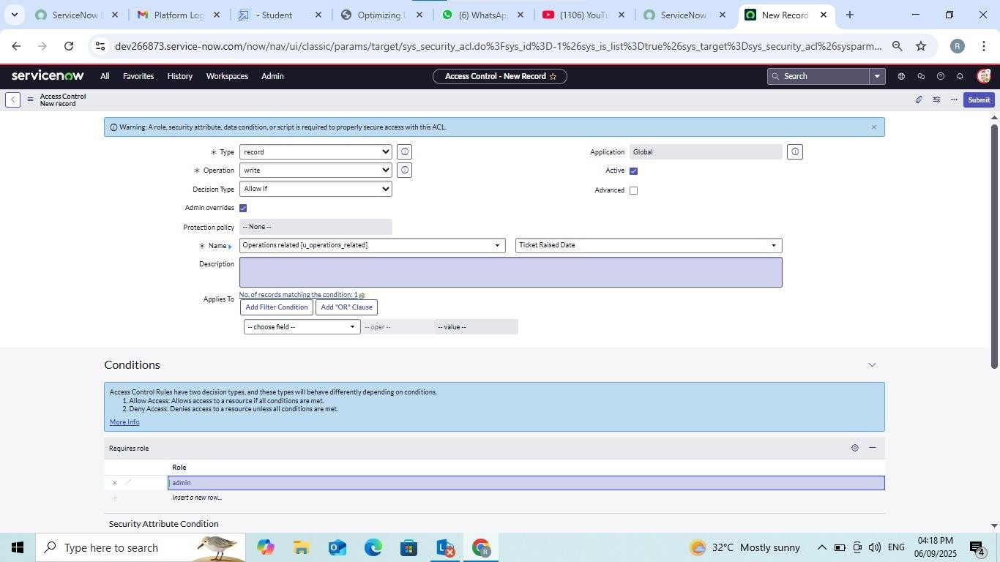 ServiceNow
Platform Log
- Student
Optimizing
(6) WhatsAp
(1106) YouTu
ServiceNow
New Record
dev266873.service-now.com/now/nav/ui/classic/params/target/sys_security_acl.do%3Fsys_id%3D-1%26sys_is_list%3Dtrue%26sys_target%3Dsys_security_acl%26sysparm...
R
servicenow
All
Favorites
History
Workspaces
Admin
Access Control - New Record
Search
Access Control
New record
Submit
Warning: A role, security attribute, data condition, or script is required to properly secure access with this ACL.
Type
record
Application
Global
Operation
write
Active
Decision Type
Allow If
Advanced
Admin overrides
Protection policy
-- None --
Name
Operations related [u_operations_related]
Ticket Raised Date
Description
Applies To
No. of records matching the condition: 1
Add Filter Condition
Add "OR" Clause
-- choose field --
-- oper --
-- value --
Conditions
Access Control Rules have two decision types, and these types will behave differently depending on conditions.
1. Allow Access: Allows access to a resource if all conditions are met.
2. Deny Access: Denies access to a resource unless all conditions are met.
More Info
Requires role
Role
admin
Insert a new row...
Security Attribute Condition
Type here to search
R
32°C Mostly sunny
ENG
04:18 PM
06/09/2025
4